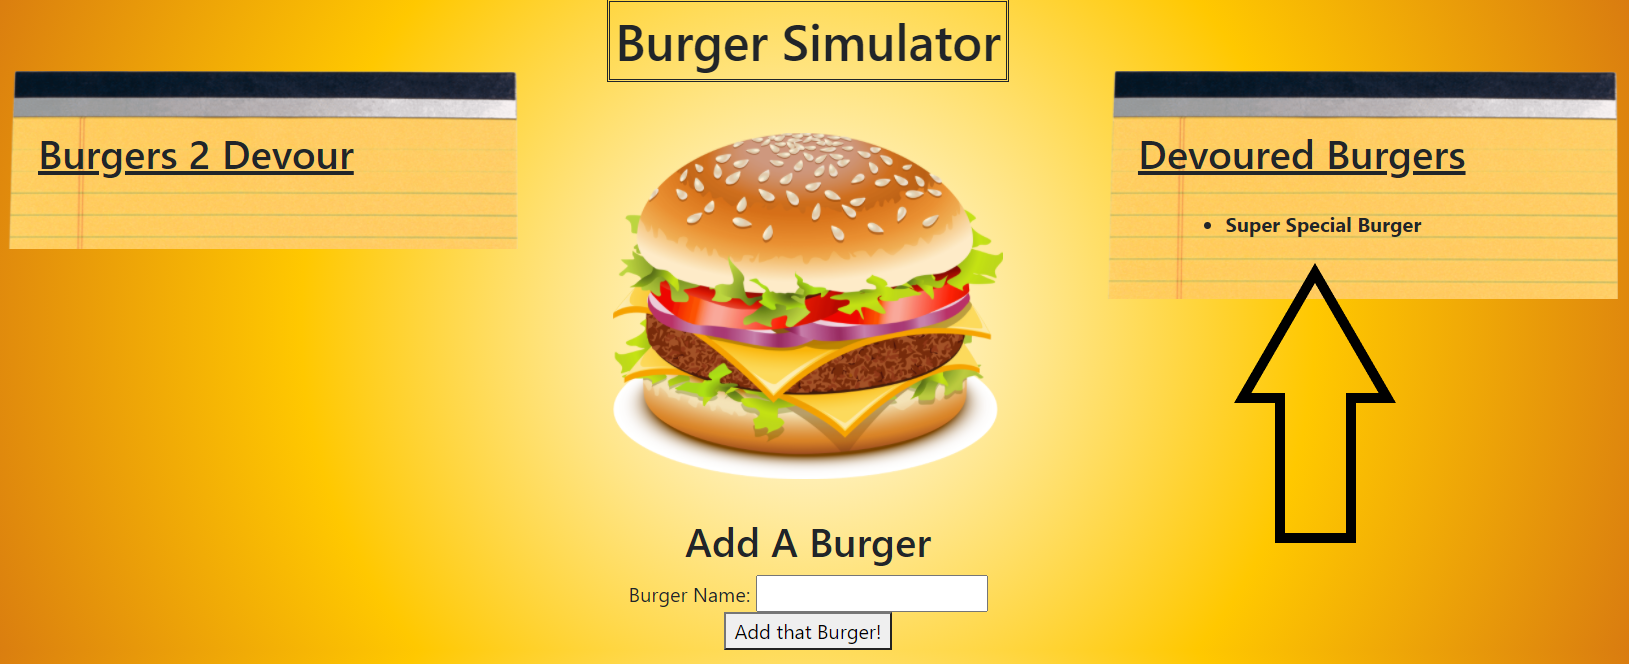 Burger Simulator
Burgers 2 Devour
Devoured Burgers
Super Special Burger
Add A Burger
Burger Name:
Add that Burger!